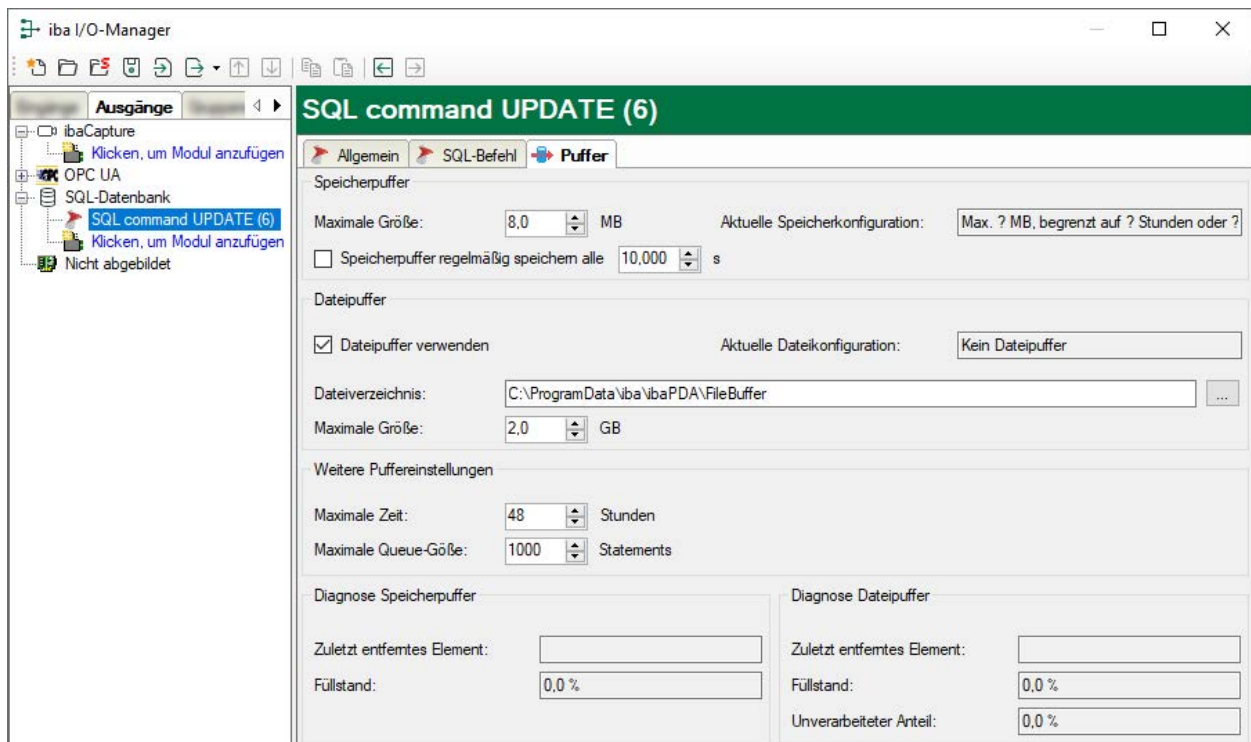 iba I/O-Manager
Ausgänge
ibaCapture
Klicken, um Modul anzufügen
OPC UA
SQL-Datenbank
SQL command UPDATE (6)
Klicken, um Modul anzufügen
Nicht abgebildet
SQL command UPDATE (6)
Allgemein SQL-Befehl Puffer
Speicherpuffer
Maximale Größe: 8,0 MB Aktuelle Speicherkonfiguration: Max. ? MB, begrenzt auf ? Stunden oder ?
Speicherpuffer regelmäßig speichern alle 10,000 s
Dateipuffer
Dateipuffer verwenden Aktuelle Dateikonfiguration: Kein Dateipuffer
Dateiverzeichnis: C:\ProgramData\iba\ibaPDA\FileBuffer ...
Maximale Größe: 2,0 GB
Weitere Puffereinstellungen
Maximale Zeit: 48 Stunden
Maximale Queue-Göße: 1000 Statements
Diagnose Speicherpuffer Diagnose Dateipuffer
Zuletzt entferntes Element: Zuletzt entferntes Element:
Füllstand: 0,0 % Füllstand: 0,0 %
Unverarbeiteter Anteil: 0,0 %